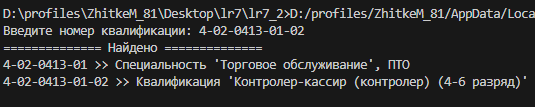 D:\profiles\ZhitkeM_81\Desktop\lr7\lr7_2>D:/profiles/ZhitkeM_81/AppData/Loca
Введите номер квалификации: 4-02-0413-01-02
============== Найдено ==============
4-02-0413-01 >> Специальность 'Торговое обслуживание', ПТО
4-02-0413-01-02 >> Квалификация 'Контролер-кассир (контролер) (4-6 разряд)'